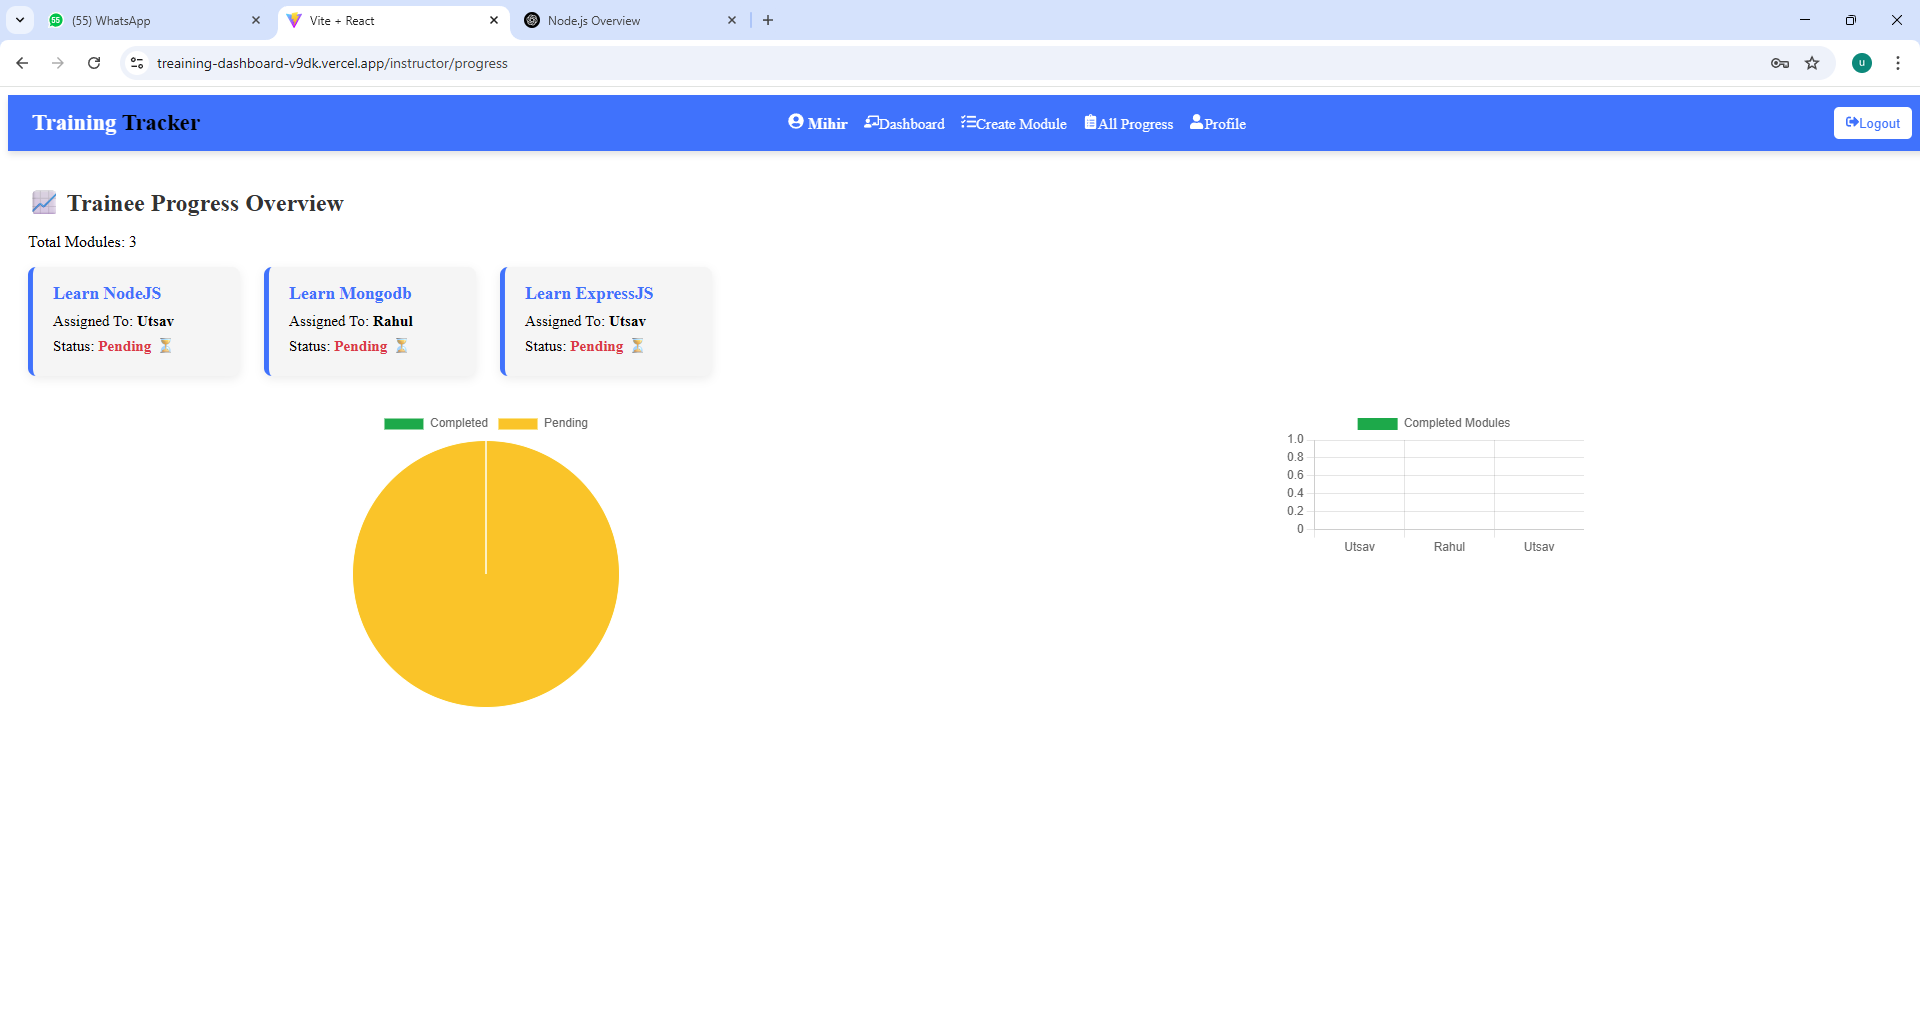 (55) WhatsApp
Vite + React
Node.js Overview
treaining-dashboard-v9dk.vercel.app/instructor/progress
u
Training Tracker
Mihir
Dashboard
Create Module
All Progress
Profile
Logout
Trainee Progress Overview
Total Modules: 3
Learn NodeJS
Assigned To: Utsav
Status: Pending ⏳
Learn Mongodb
Assigned To: Rahul
Status: Pending ⏳
Learn ExpressJS
Assigned To: Utsav
Status: Pending ⏳
Completed
Pending
Completed Modules
1.0
0.8
0.6
0.4
0.2
0
Utsav
Rahul
Utsav